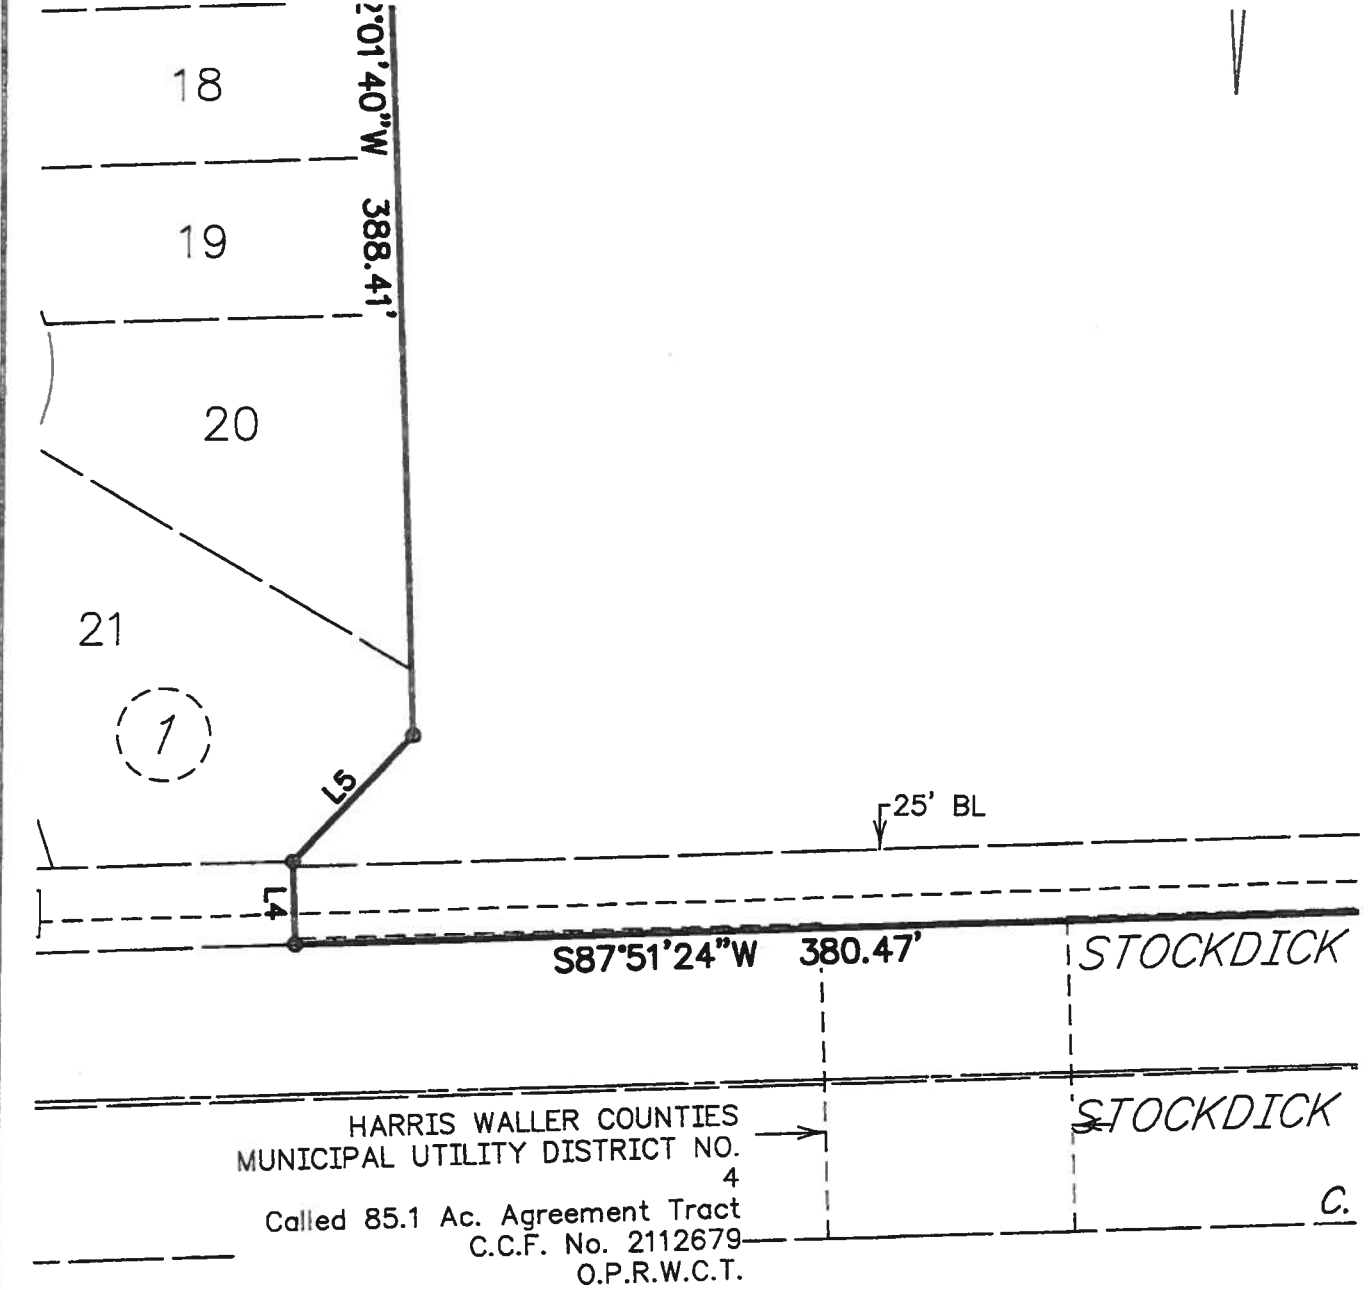 18
2°01'40"W 388.41'
19
20
21
1
L5
25' BL
L4
S87°51'24"W 380.47'
STOCKDICK
HARRIS WALLER COUNTIES
MUNICIPAL UTILITY DISTRICT NO.
4
Called 85.1 Ac. Agreement Tract
C.C.F. No. 2112679
O.P.R.W.C.T.
STOCKDICK
C.